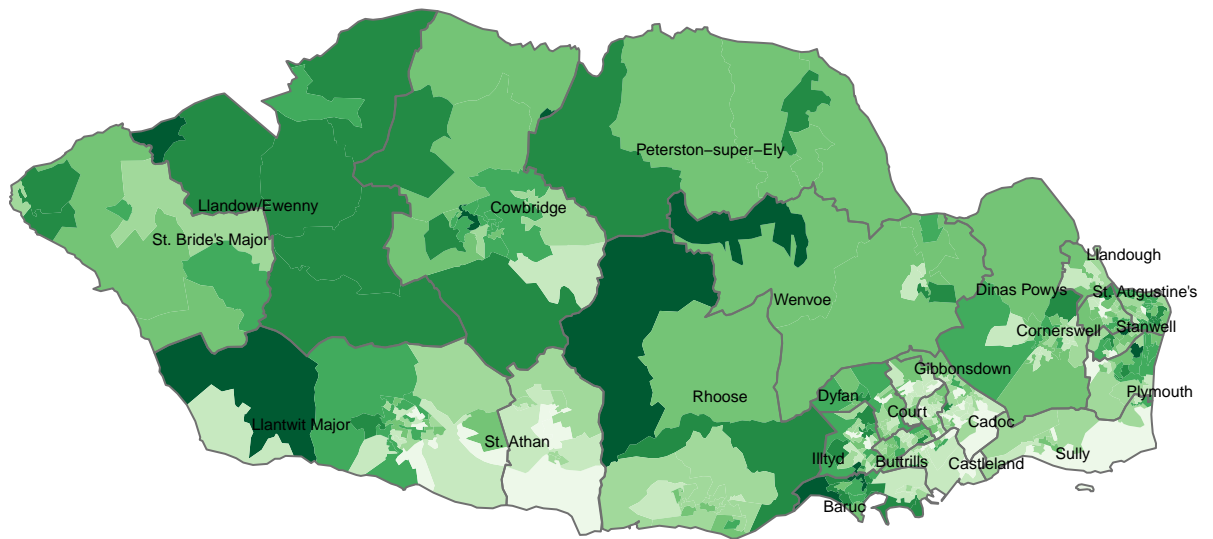 Peterston−super−Ely
Llandow/Ewenny
Cowbridge
St. Bride's Major
Llandough
Dinas Powys
St. Augustine's
Wenvoe
Cornerswell
Stanwell
Gibbonsdown
Rhoose
Dyfan
Plymouth
Court
Llantwit Major
Cadoc
St. Athan
Illtyd
Buttrills
Castleland
Sully
Baruc